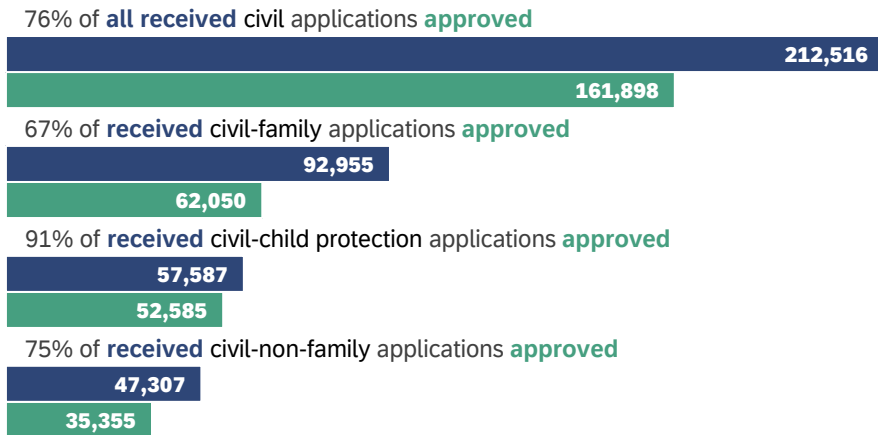 76% of all received civil applications approved
212,516
161,898
67% of received civil-family applications approved
92,955
62,050
91% of received civil-child protection applications approved
57,587
52,585
75% of received civil-non-family applications approved
47,307
35,355